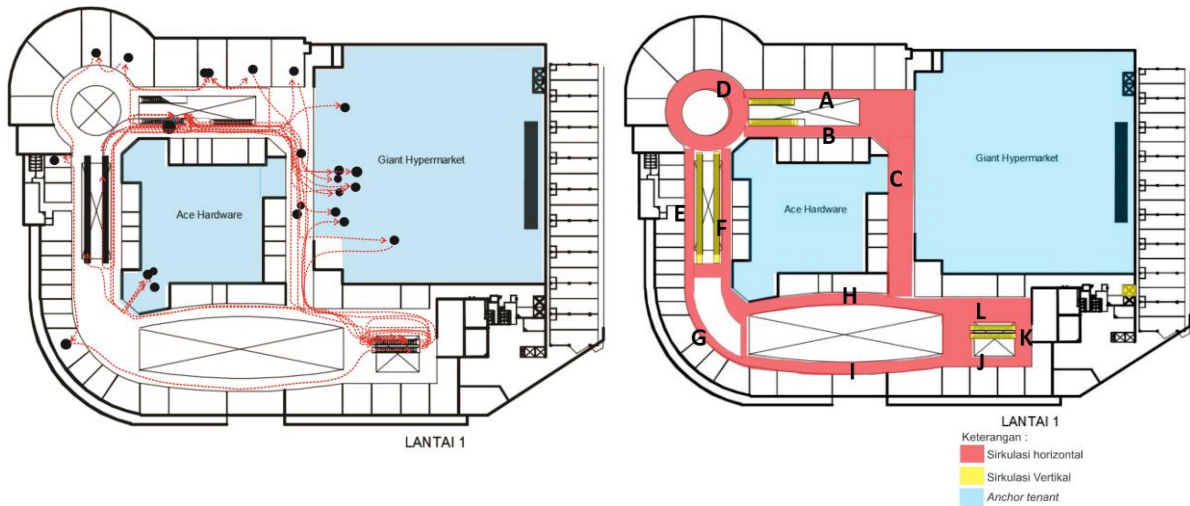 Giant Hypermarket
Ace Hardware
LANTAI 1
D
A
B
Giant Hypermarket
C
E
Ace Hardware
F
H
L
G
K
I
J
LANTAI 1
Keterangan :
Sirkulasi horizontal
Sirkulasi Vertikal
Anchor tenant